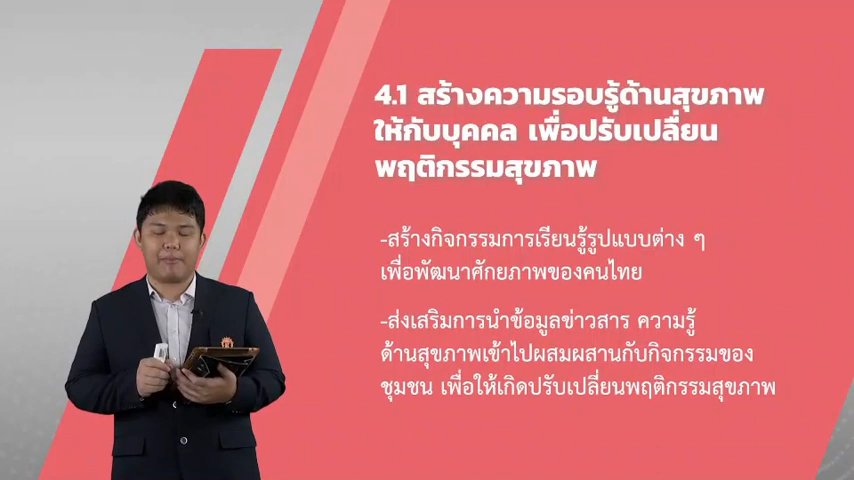 4.1 สร้างความรอบรู้ด้านสุขภาพ
ให้กับบุคคล เพื่อปรับเปลี่ยน
พฤติกรรมสุขภาพ
-สร้างกิจกรรมการเรียนรู้รูปแบบต่าง ๆ
เพื่อพัฒนาศักยภาพของคนไทย
-ส่งเสริมการนำข้อมูลข่าวสาร ความรู้
ด้านสุขภาพเข้าไปผสมผสานกับกิจกรรมของ
ชุมชน เพื่อให้เกิดปรับเปลี่ยนพฤติกรรมสุขภาพ